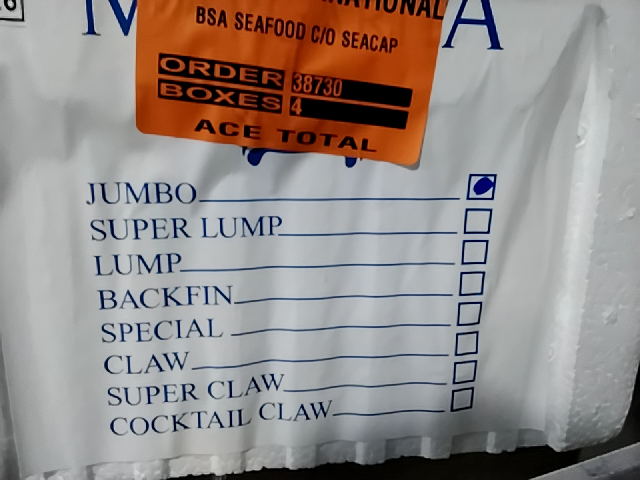 BSA SEAFOOD C/O SEACAP
ORDER 38730
BOXES 4
ACE TOTAL
JUMBO
SUPER LUMP
LUMP
BACKFIN
SPECIAL
CLAW
SUPER CLAW
COCKTAIL CLAW